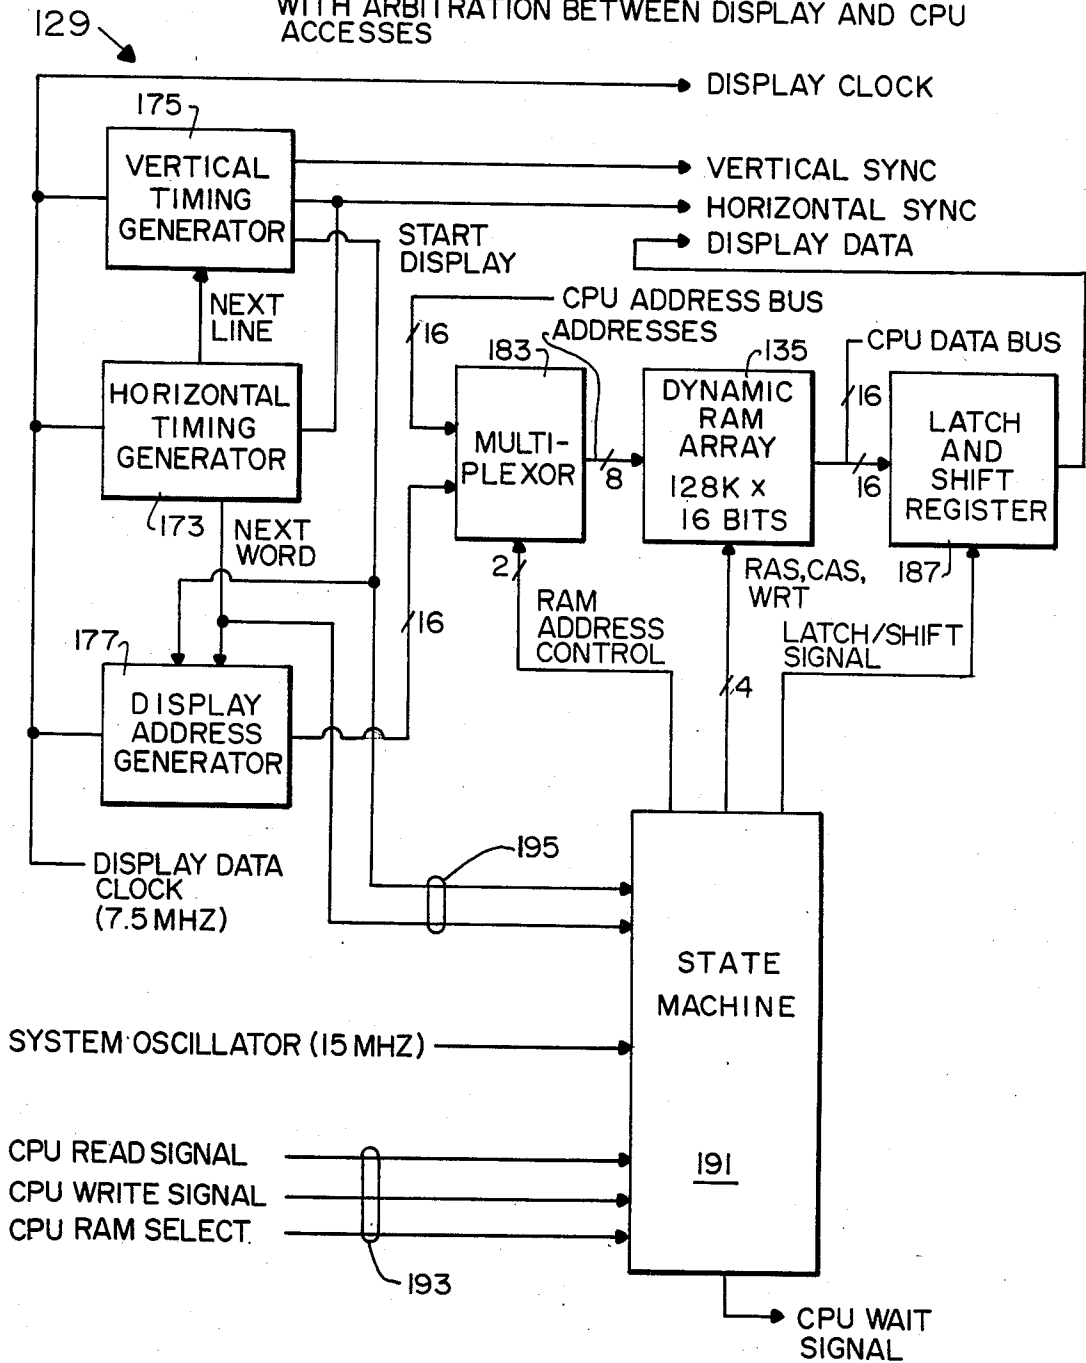 WITH ARBITRATION BETWEEN DISPLAY AND CPU
ACCESSES
129
DISPLAY CLOCK
175
VERTICAL
TIMING
GENERATOR
VERTICAL SYNC
HORIZONTAL SYNC
DISPLAY DATA
START
DISPLAY
NEXT
LINE
CPU ADDRESS BUS
ADDRESSES
16
183
135
CPU DATA BUS
HORIZONTAL
TIMING
GENERATOR
MULTI-
PLEXOR
8
DYNAMIC
RAM
ARRAY
128K X
16 BITS
16
16
LATCH
AND
SHIFT
REGISTER
173
NEXT
WORD
2
RAS,CAS,
WRT
187
RAM
ADDRESS
CONTROL
16
LATCH/SHIFT
SIGNAL
177
4
DISPLAY
ADDRESS
GENERATOR
195
DISPLAY DATA
CLOCK
(7.5 MHZ)
STATE
MACHINE
SYSTEM OSCILLATOR (15 MHZ)
CPU READ SIGNAL
CPU WRITE SIGNAL
CPU RAM SELECT
191
193
CPU WAIT
SIGNAL